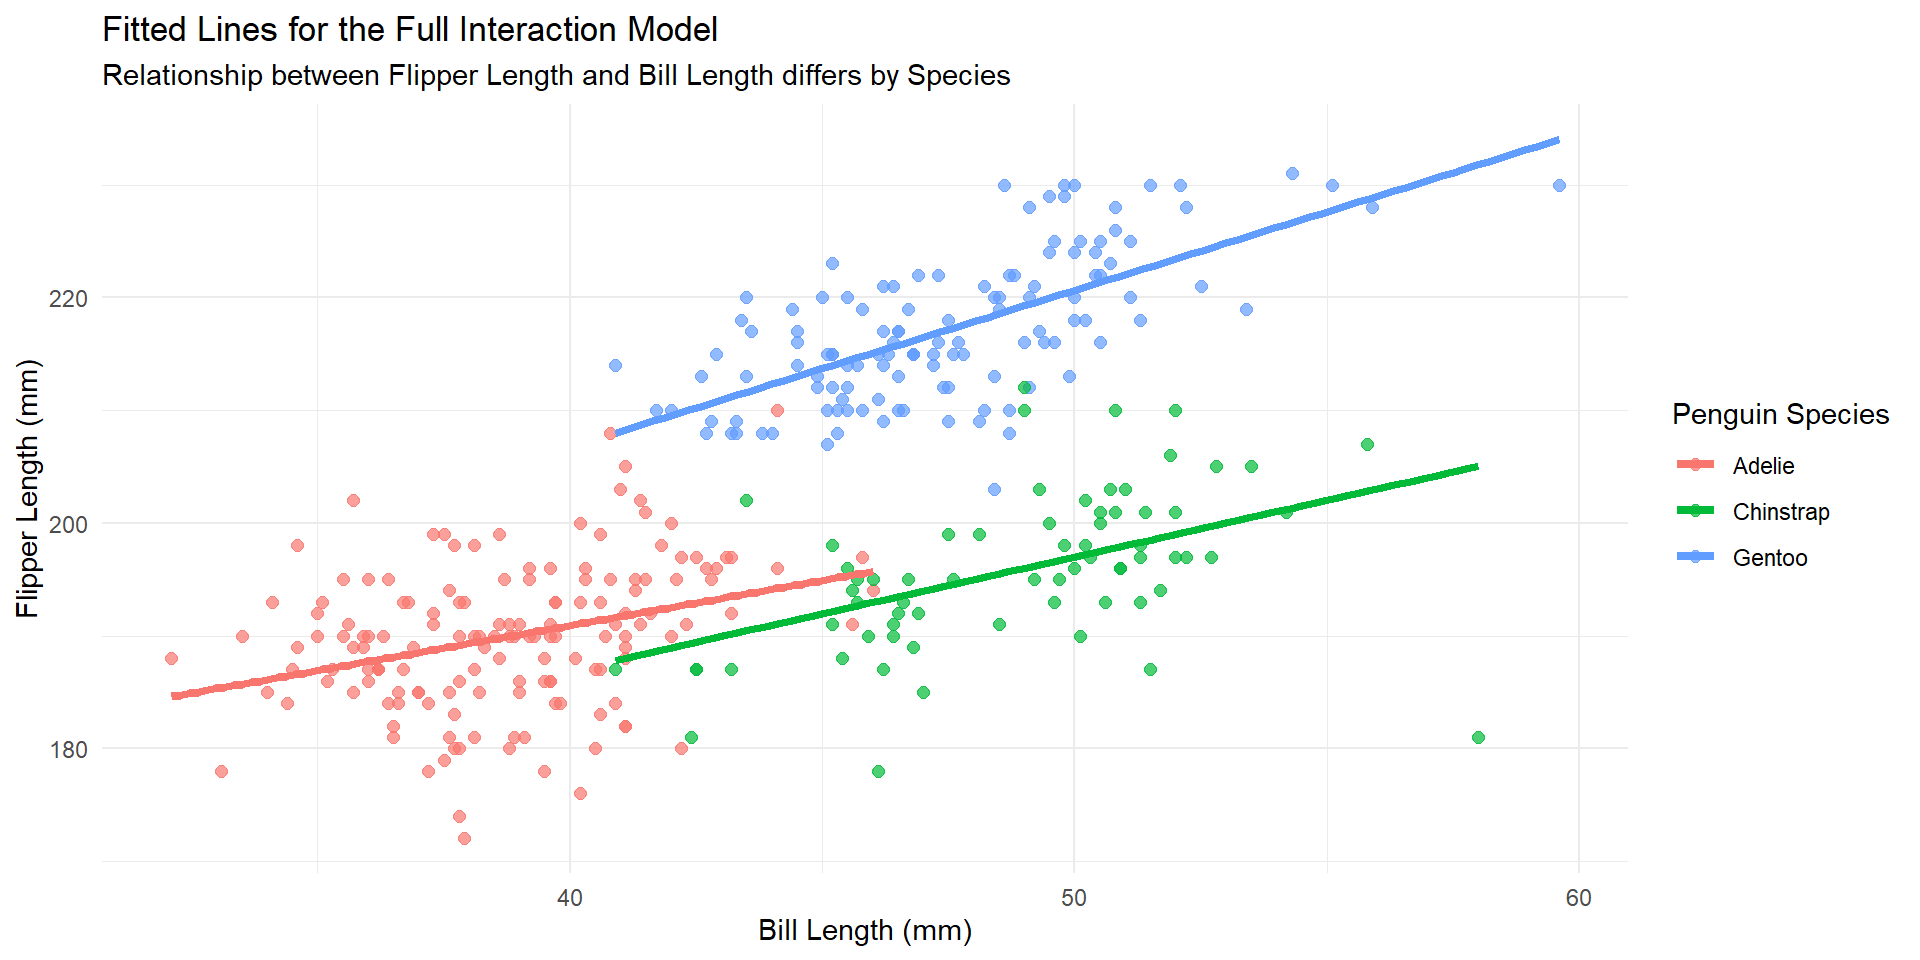 Fitted Lines for the Full Interaction Model
Relationship between Flipper Length and Bill Length differs by Species
Flipper Length (mm)
220
200
180
40
50
60
Bill Length (mm)
Penguin Species
Adelie
Chinstrap
Gentoo